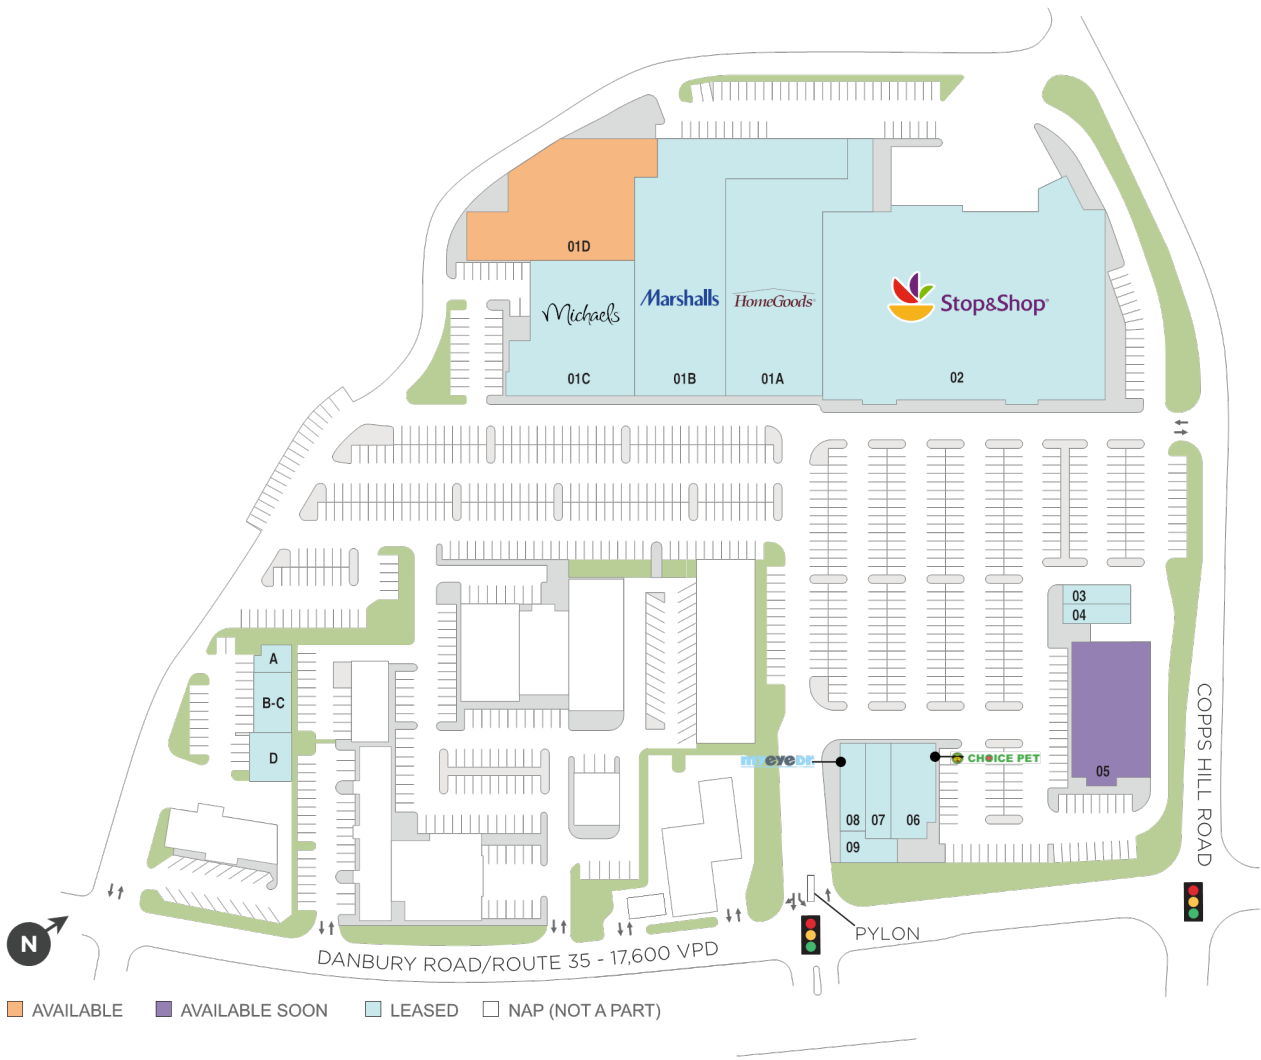 01D
Michaels
Marshalls
HomeGoods
Stop&Shop
01C
01B
01A
02
03
04
A
B-C
D
COPPS HILL ROAD
myeyeDr
CHOICE PET
05
08
07
06
09
PYLON
N
DANBURY ROAD/ROUTE 35 - 17,600 VPD
AVAILABLE
AVAILABLE SOON
LEASED
NAP (NOT A PART)